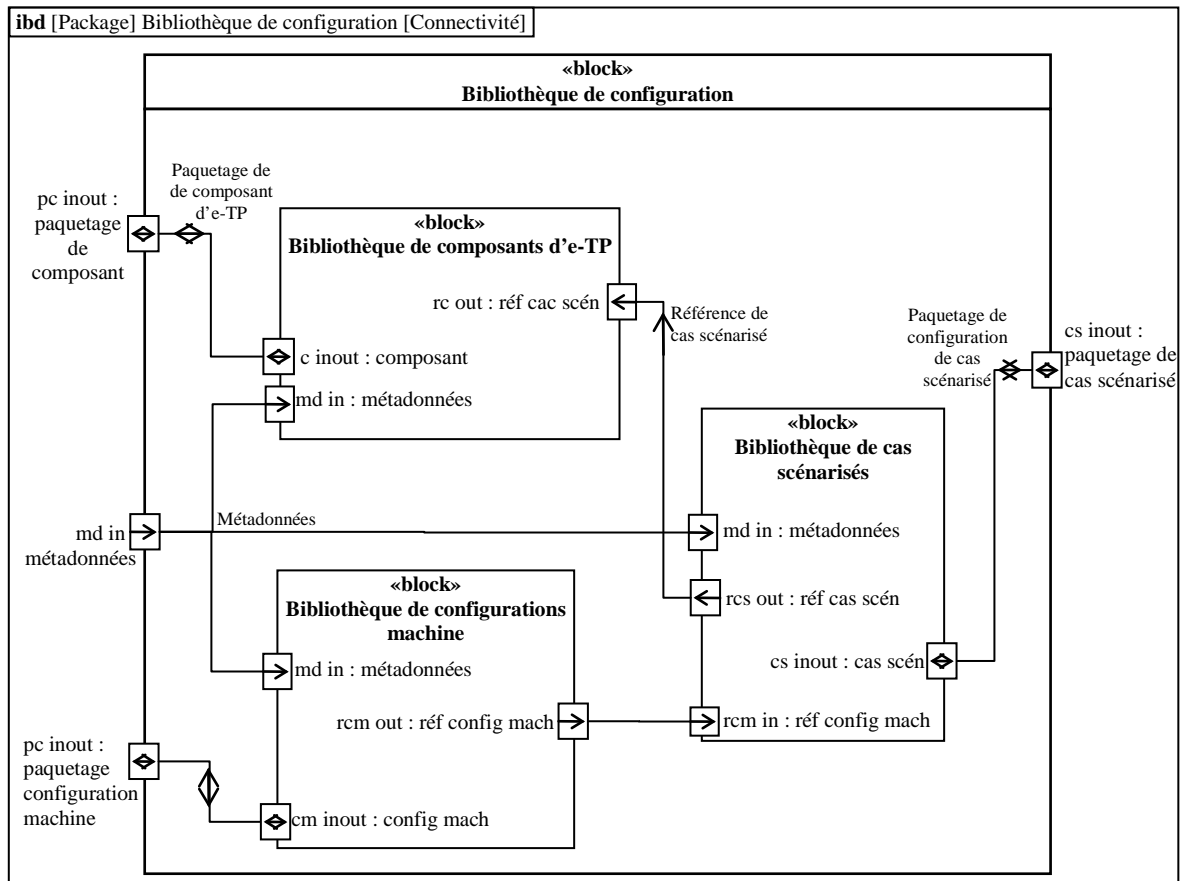 ibd [Package] Bibliothèque de configuration [Connectivité]
«block»
Bibliothèque de configuration
pc inout :
paquetage
de
composant
Paquetage de
de composant
d'e-TP
«block»
Bibliothèque de composants d'e-TP
rc out : réf cac scén
c inout : composant
md in : métadonnées
Référence de
cas scénarisé
Paquetage de
configuration
de cas
scénarisé
cs inout :
paquetage de
cas scénarisé
«block»
Bibliothèque de cas
scénarisés
md in : métadonnées
rcs out : réf cas scén
cs inout : cas scén
rcm in : réf config mach
md in
métadonnées
Métadonnées
«block»
Bibliothèque de configurations
machine
md in : métadonnées
rcm out : réf config mach
cm inout : config mach
pc inout :
paquetage
configuration
machine